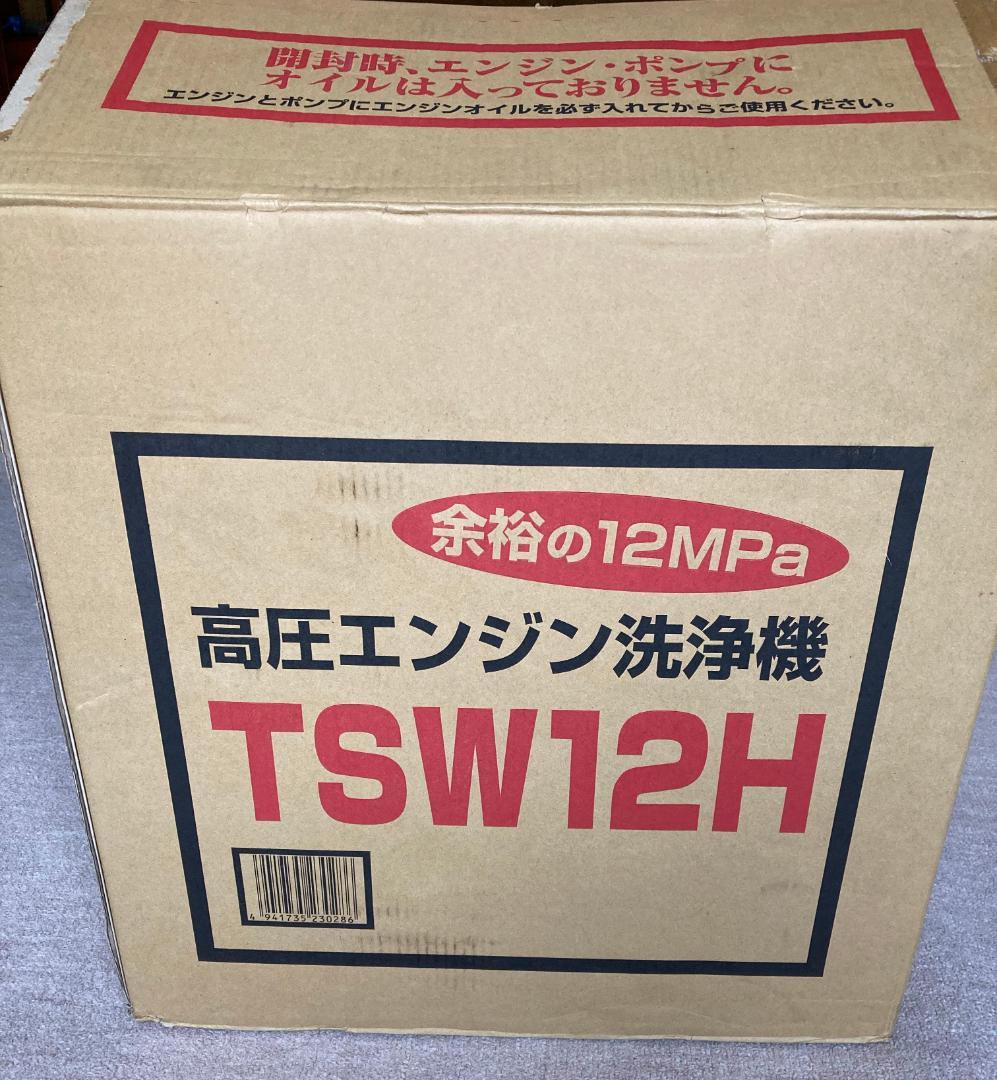 開封時、エンジン・ポンプに
オイルは入っておりません。
エンジンとポンプにエンジンオイルを必ず入れてからご使用ください。
余裕の12MPa
高圧エンジン洗浄機
TSW12H
4 941735 230286